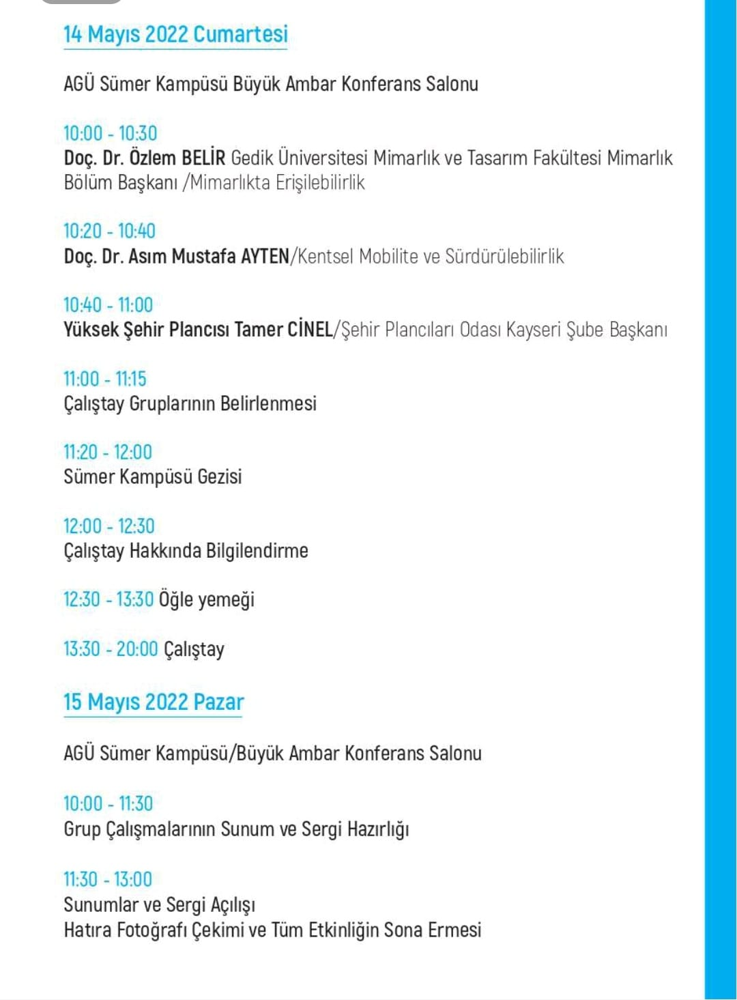 14 Mayıs 2022 Cumartesi
AGÜ Sümer Kampüsü Büyük Ambar Konferans Salonu
10:00 - 10:30
Doç. Dr. Özlem BELİR Gedik Üniversitesi Mimarlık ve Tasarım Fakültesi Mimarlık
Bölüm Başkanı /Mimarlıkta Erişilebilirlik
10:20 - 10:40
Doç. Dr. Asım Mustafa AYTEN/Kentsel Mobilite ve Sürdürülebilirlik
10:40 - 11:00
Yüksek Şehir Plancısı Tamer CİNEL/Şehir Plancıları Odası Kayseri Şube Başkanı
11:00 - 11:15
Çalıştay Gruplarının Belirlenmesi
11:20 - 12:00
Sümer Kampüsü Gezisi
12:00 - 12:30
Çalıştay Hakkında Bilgilendirme
12:30 - 13:30 Öğle yemeği
13:30 - 20:00 Çalıştay
15 Mayıs 2022 Pazar
AGÜ Sümer Kampüsü/Büyük Ambar Konferans Salonu
10:00 - 11:30
Grup Çalışmalarının Sunum ve Sergi Hazırlığı
11:30 - 13:00
Sunumlar ve Sergi Açılışı
Hatıra Fotoğrafı Çekimi ve Tüm Etkinliğin Sona Ermesi